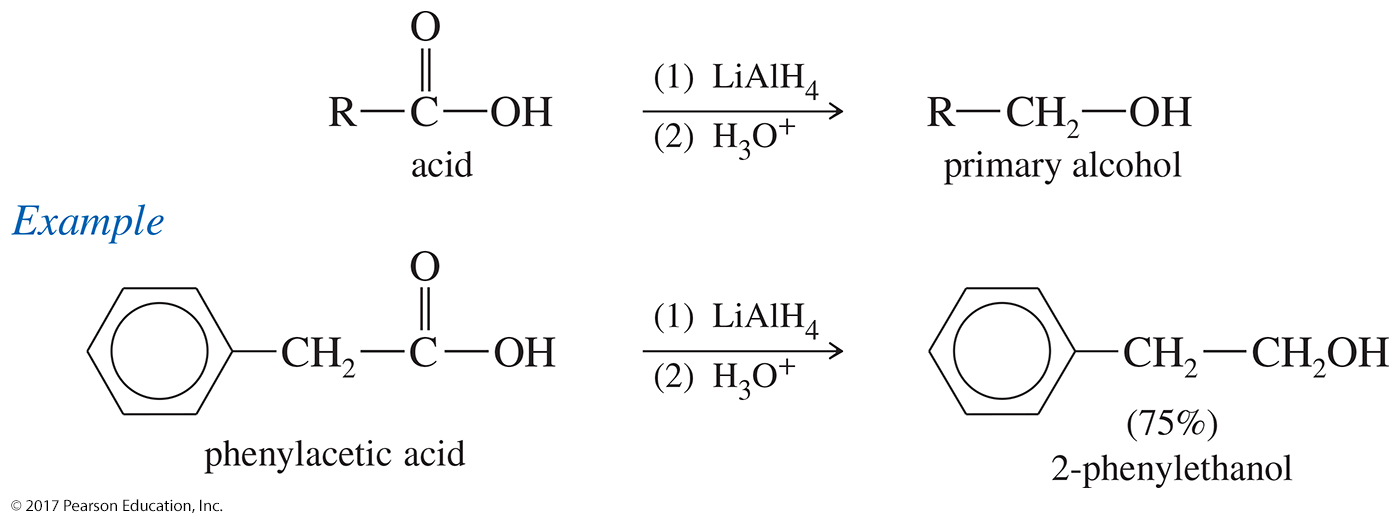 O
R—C—OH (1) LiAlH₄ R—CH₂—OH
(2) H₃O⁺
acid primary alcohol
Example
O
CH₂—C—OH (1) LiAlH₄ CH₂—CH₂OH
(2) H₃O⁺
(75%)
phenylacetic acid 2-phenylethanol
© 2017 Pearson Education, Inc.